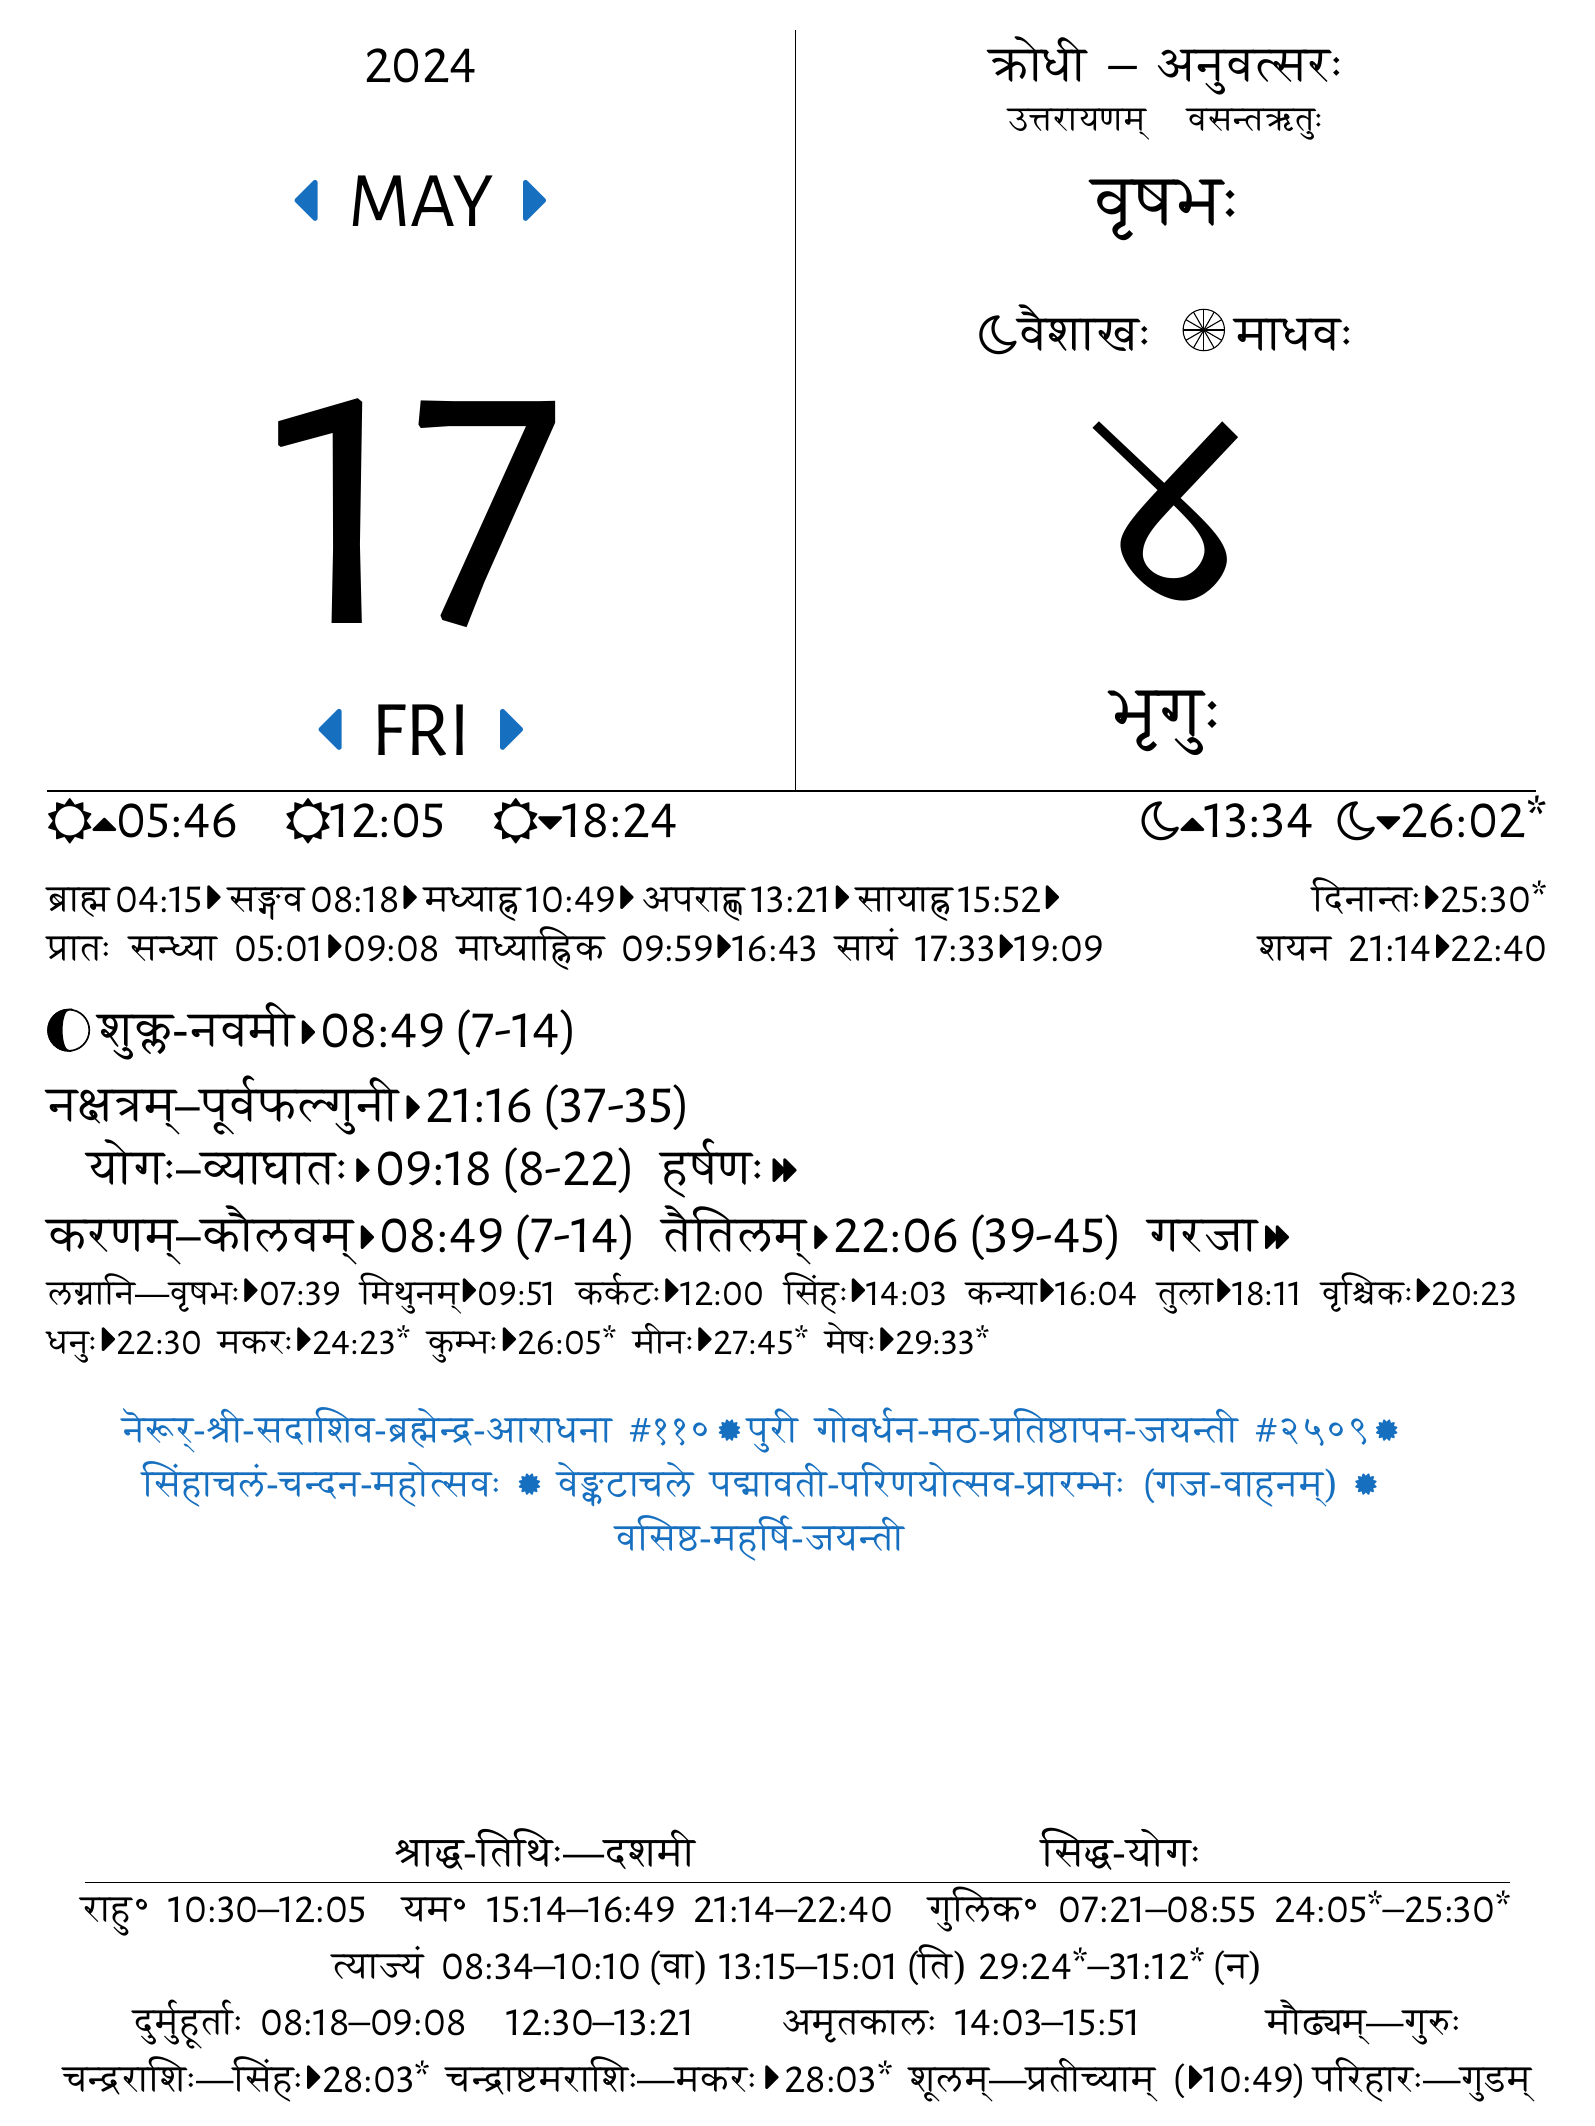 2024
MAY
17
FRI
क्रोधी – अनुवत्सरः
उत्तरायणम् वसन्तऋतुः
वृषभः
वैशाखः माधवः
४
भृगुः
05:46 12:05 18:24 13:34 26:02*
ब्राह्म 04:15 सङ्गव 08:18 मध्याह्न 10:49 अपराह्ण 13:21 सायाह्न 15:52 दिनान्तः 25:30*
प्रातः सन्ध्या 05:01 09:08 माध्याह्निक 09:59 16:43 सायं 17:33 19:09 शयन 21:14 22:40
शुक्ल-नवमी 08:49 (7-14)
नक्षत्रम्–पूर्वफल्गुनी 21:16 (37-35)
योगः–व्याघातः 09:18 (8-22) हर्षणः
करणम्–कौलवम् 08:49 (7-14) तैतिलम् 22:06 (39-45) गरजा
लग्नानि—वृषभः 07:39 मिथुनम् 09:51 कर्कटः 12:00 सिंहः 14:03 कन्या 16:04 तुला 18:11 वृश्चिकः 20:23
धनुः 22:30 मकरः 24:23* कुम्भः 26:05* मीनः 27:45* मेषः 29:33*
नॆरूर्-श्री-सदाशिव-ब्रह्मेन्द्र-आराधना #११० पुरी गोवर्धन-मठ-प्रतिष्ठापन-जयन्ती #२५०९
सिंहाचलं-चन्दन-महोत्सवः वेङ्कटाचले पद्मावती-परिणयोत्सव-प्रारम्भः (गज-वाहनम्)
वसिष्ठ-महर्षि-जयन्ती
श्राद्ध-तिथिः—दशमी सिद्ध-योगः
राहु° 10:30–12:05 यम° 15:14–16:49 21:14–22:40 गुलिक° 07:21–08:55 24:05*–25:30*
त्याज्यं 08:34–10:10 (वा) 13:15–15:01 (ति) 29:24*–31:12* (न)
दुर्मुहूर्ताः 08:18–09:08 12:30–13:21 अमृतकालः 14:03–15:51 मौढ्यम्—गुरुः
चन्द्रराशिः—सिंहः 28:03* चन्द्राष्टमराशिः—मकरः 28:03* शूलम्—प्रतीच्याम् (10:49) परिहारः—गुडम्